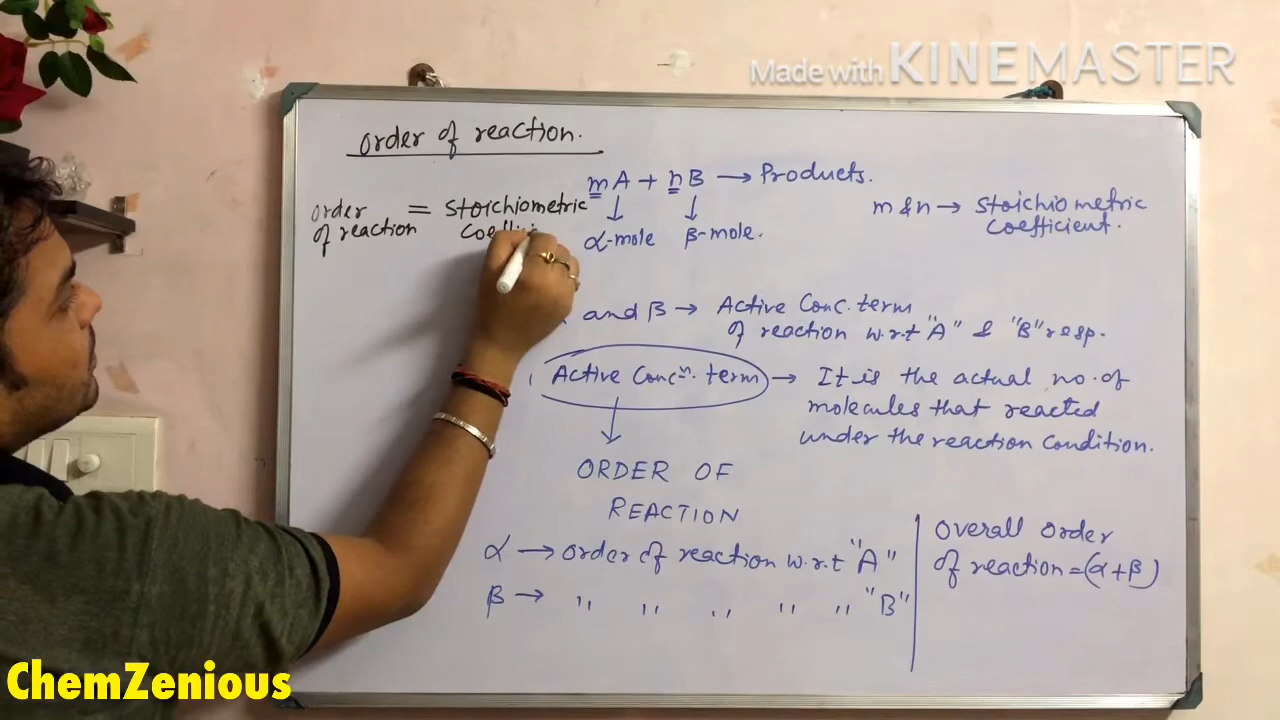 Made with KINEMASTER
Order of reaction.
mA + nB → Products.
α-mole β-mole.
m & n → Stoichiometric
Coefficient.
order = Stoichiometric
of reaction
and β → Active Conc. term
of reaction w.r.t "A" & "B" resp.
Active Concⁿ. term → It is the actual no. of
molecules that reacted
under the reaction condition.
ORDER OF
REACTION
α → order of reaction w.r.t "A"
β → ,, ,, ,, ,, ,, "B"
Overall order
of reaction = (α + β)
ChemZenious